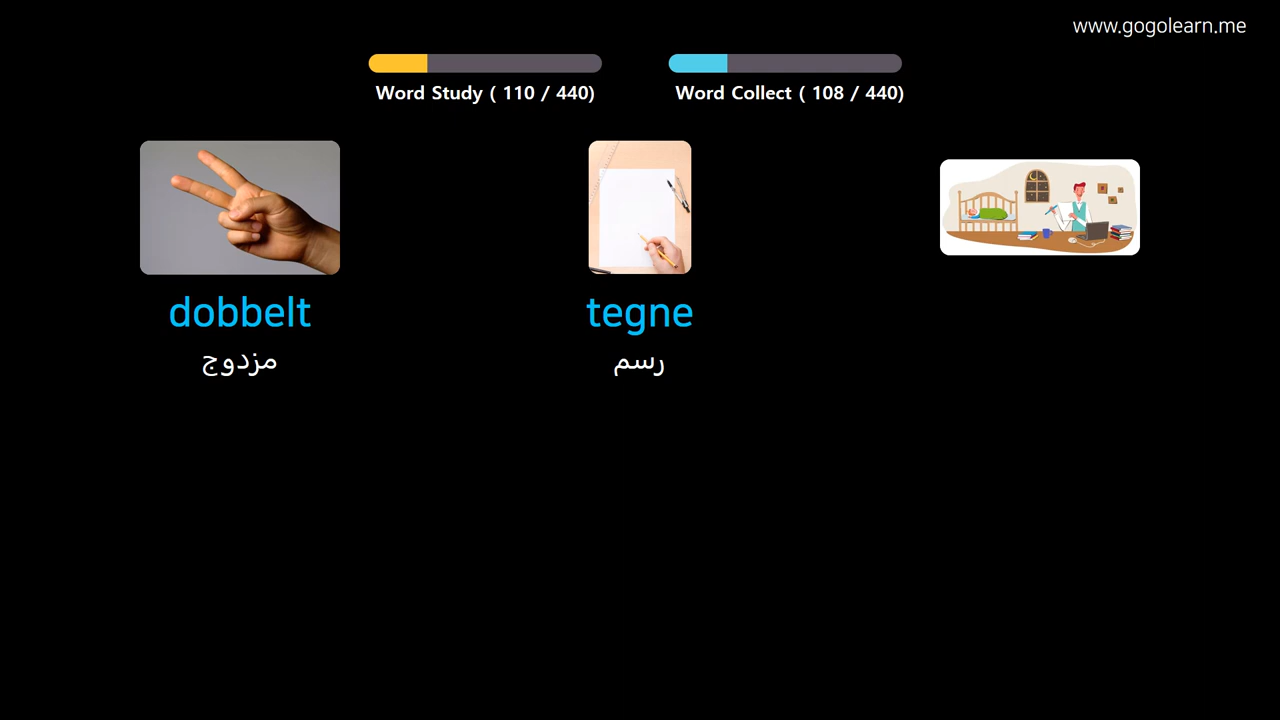 www.gogolearn.me
Word Study ( 110 / 440)
Word Collect ( 108 / 440)
dobbelt
مزدوج
tegne
رسم